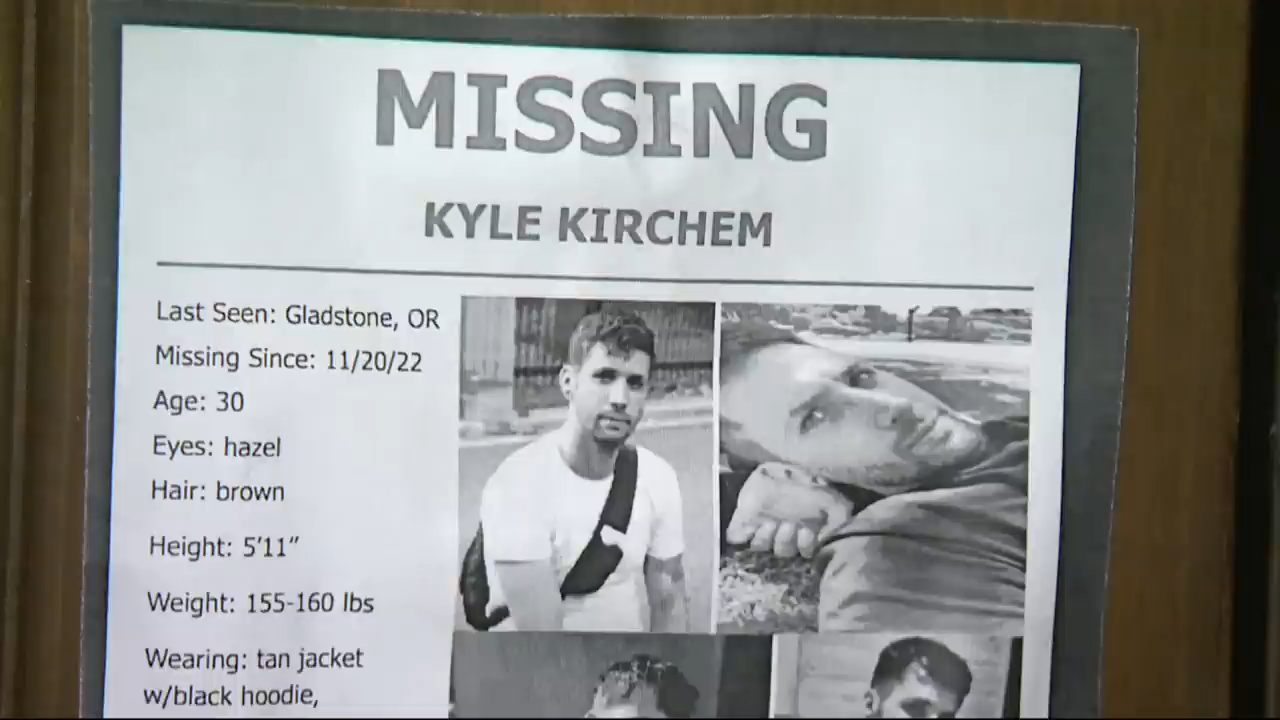 MISSING
KYLE KIRCHEM
Last Seen: Gladstone, OR
Missing Since: 11/20/22
Age: 30
Eyes: hazel
Hair: brown
Height: 5'11"
Weight: 155-160 lbs
Wearing: tan jacket
w/black hoodie,